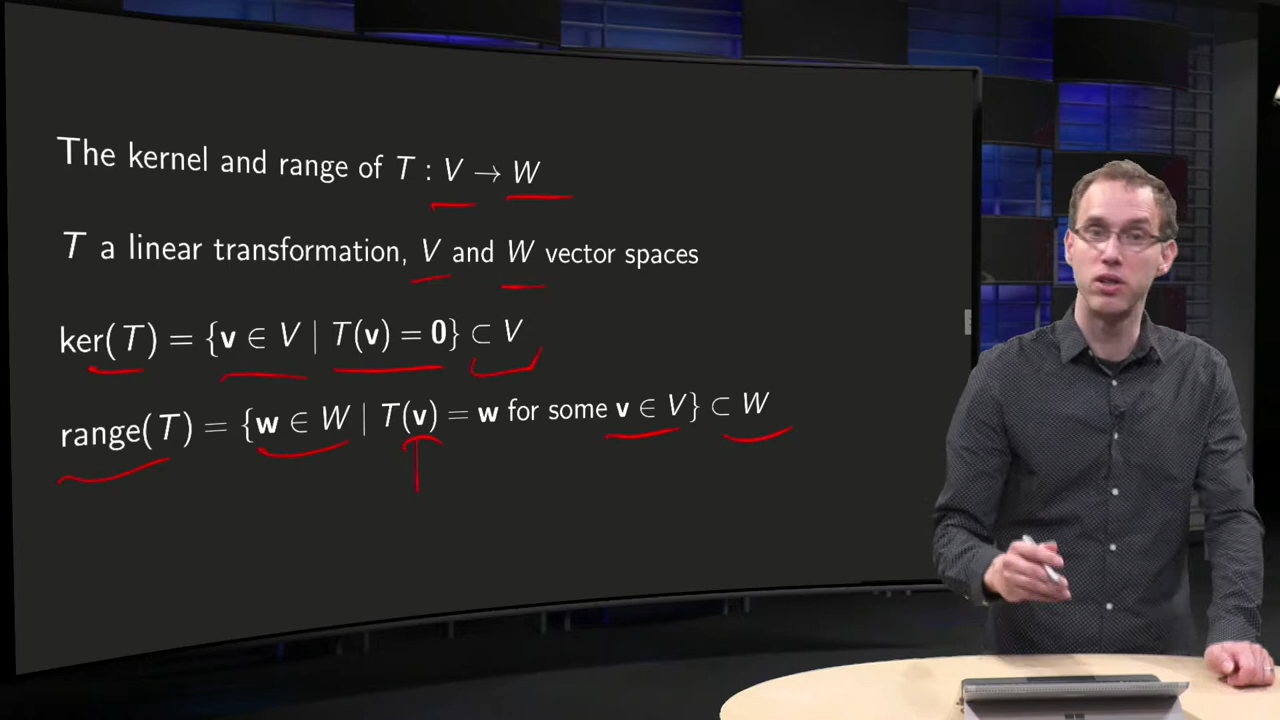 The kernel and range of T : V → W
T a linear transformation, V and W vector spaces
ker(T) = {v ∈ V | T(v) = 0} ⊂ V
range(T) = {w ∈ W | T(v) = w for some v ∈ V} ⊂ W